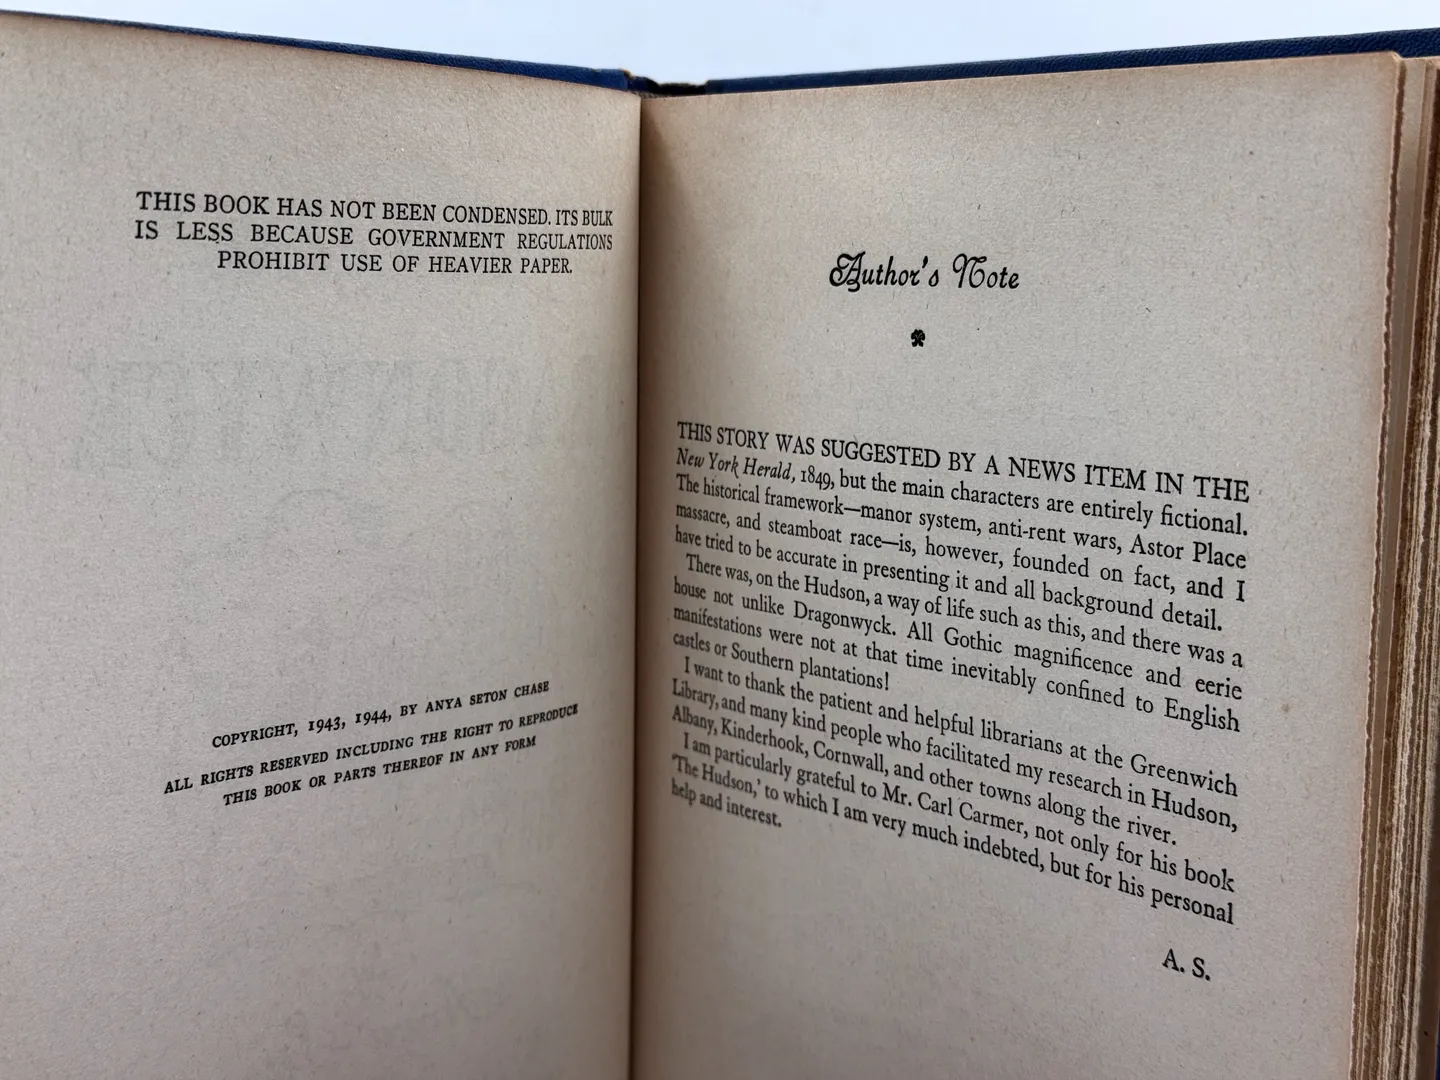 THIS BOOK HAS NOT BEEN CONDENSED. ITS BULK
IS LESS BECAUSE GOVERNMENT REGULATIONS
PROHIBIT USE OF HEAVIER PAPER.
COPYRIGHT, 1943, 1944, BY ANYA SETON CHASE
ALL RIGHTS RESERVED INCLUDING THE RIGHT TO REPRODUCE
THIS BOOK OR PARTS THEREOF IN ANY FORM
Author's Note
THIS STORY WAS SUGGESTED BY A NEWS ITEM IN THE
New York Herald, 1849, but the main characters are entirely fictional.
The historical framework—manor system, anti-rent wars, Astor Place
massacre, and steamboat race—is, however, founded on fact, and I
have tried to be accurate in presenting it and all background detail.
There was, on the Hudson, a way of life such as this, and there was a
house not unlike Dragonwyck. All Gothic magnificence and eerie
manifestations were not at that time inevitably confined to English
castles or Southern plantations!
I want to thank the patient and helpful librarians at the Greenwich
Library, and many kind people who facilitated my research in Hudson,
Albany, Kinderhook, Cornwall, and other towns along the river.
I am particularly grateful to Mr. Carl Carmer, not only for his book
'The Hudson,' to which I am very much indebted, but for his personal
help and interest.
A. S.